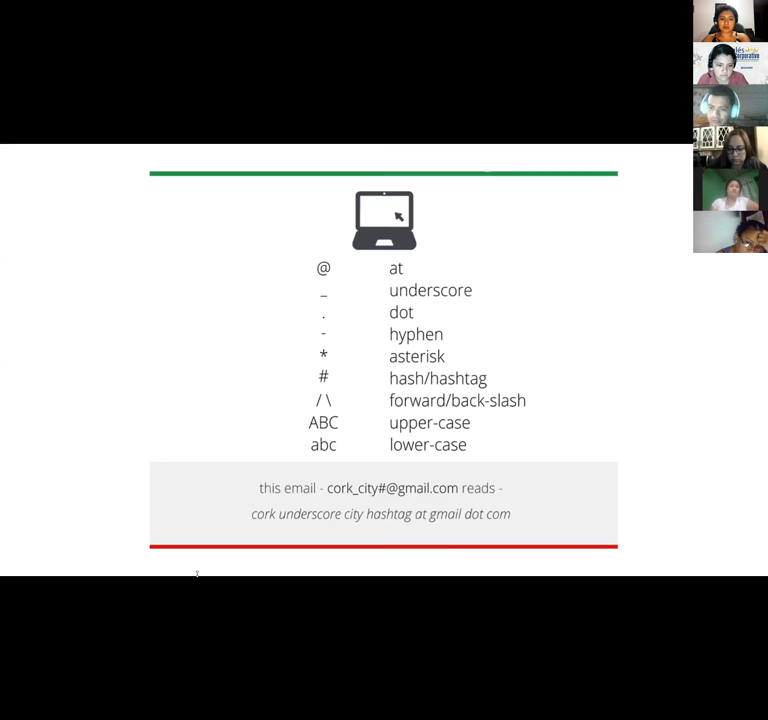 @ at
_ underscore
. dot
- hyphen
* asterisk
# hash/hashtag
/ \ forward/back-slash
ABC upper-case
abc lower-case
this email - cork_city#@gmail.com reads -
cork underscore city hashtag at gmail dot com